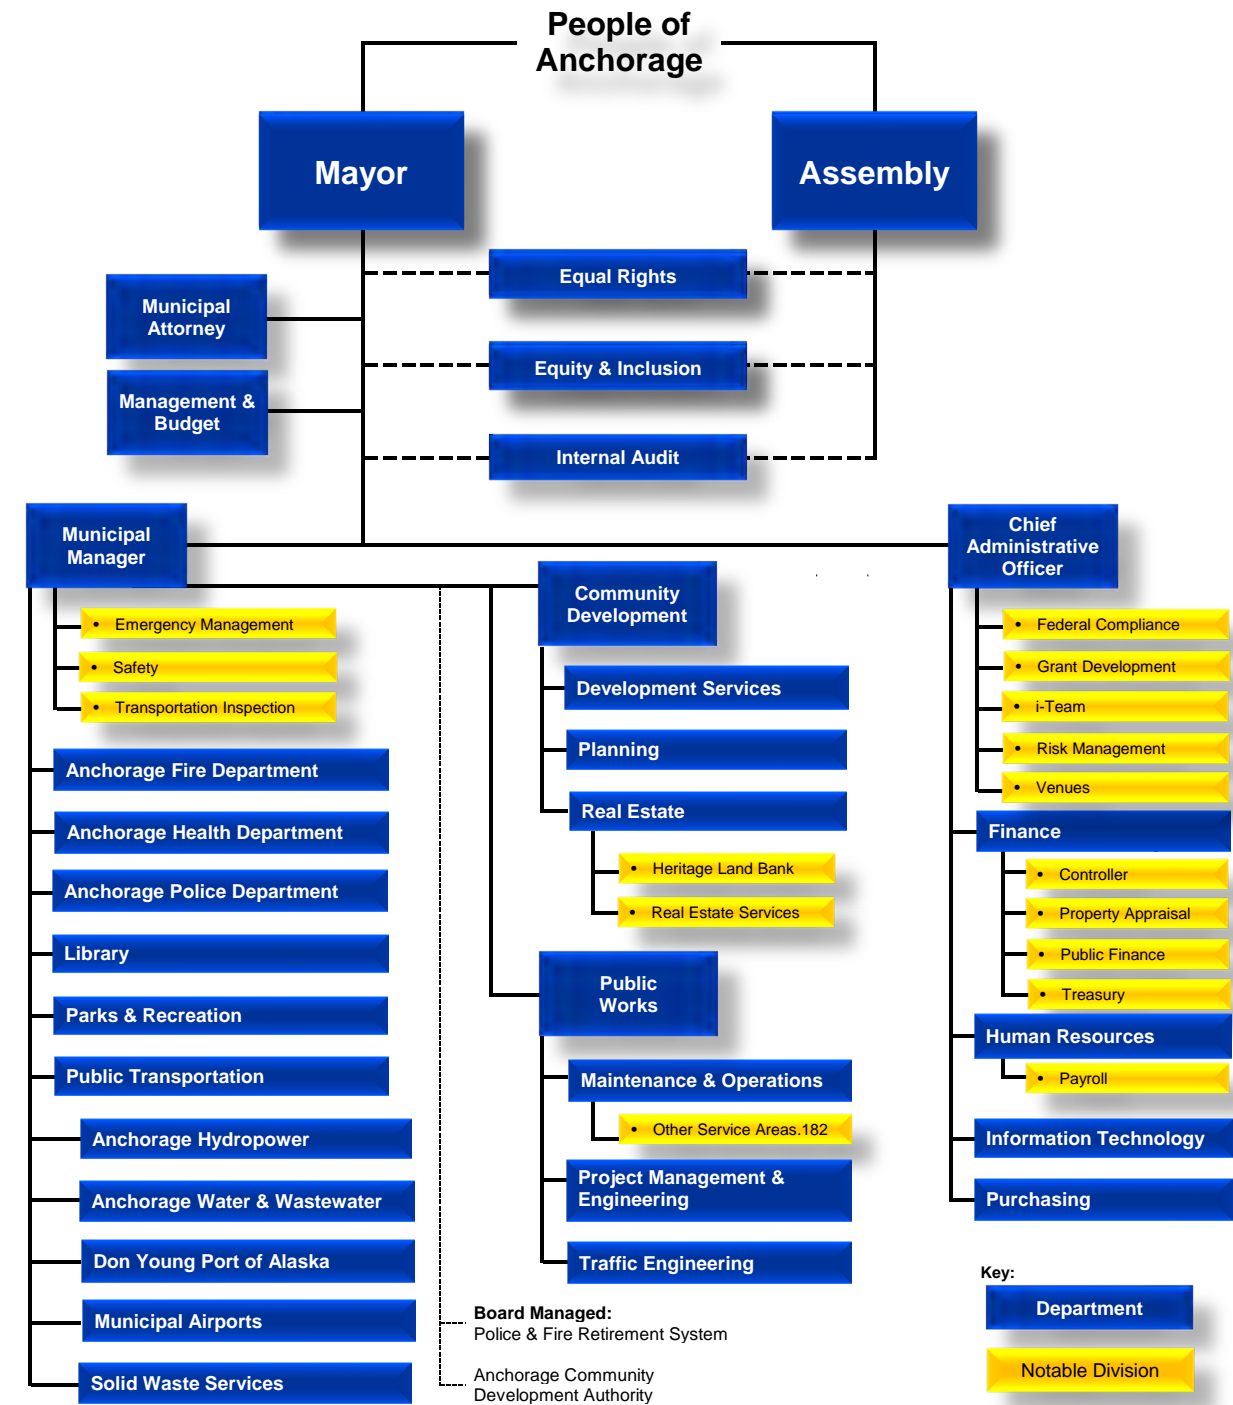 People of
Anchorage
Mayor
Assembly
Equal Rights
Municipal
Attorney
Equity & Inclusion
Management &
Budget
Internal Audit
Municipal
Manager
Chief
Administrative
Officer
Community
Development
• Emergency Management
• Safety
• Transportation Inspection
Anchorage Fire Department
Anchorage Health Department
Anchorage Police Department
Library
Parks & Recreation
Public Transportation
Anchorage Hydropower
Anchorage Water & Wastewater
Don Young Port of Alaska
Municipal Airports
Solid Waste Services
Development Services
Planning
Real Estate
• Heritage Land Bank
• Real Estate Services
Public
Works
Maintenance & Operations
• Other Service Areas.182
Project Management &
Engineering
Traffic Engineering
Board Managed:
Police & Fire Retirement System
Anchorage Community
Development Authority
• Federal Compliance
• Grant Development
• i-Team
• Risk Management
• Venues
Finance
• Controller
• Property Appraisal
• Public Finance
• Treasury
Human Resources
• Payroll
Information Technology
Purchasing
Key:
Department
Notable Division